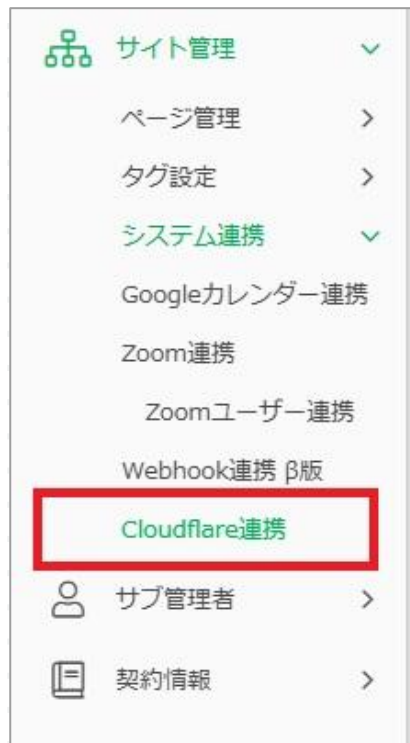 サイト管理
ページ管理
タグ設定
システム連携
Googleカレンダー連携
Zoom連携
Zoomユーザー連携
Webhook連携 β版
Cloudflare連携
サブ管理者
契約情報